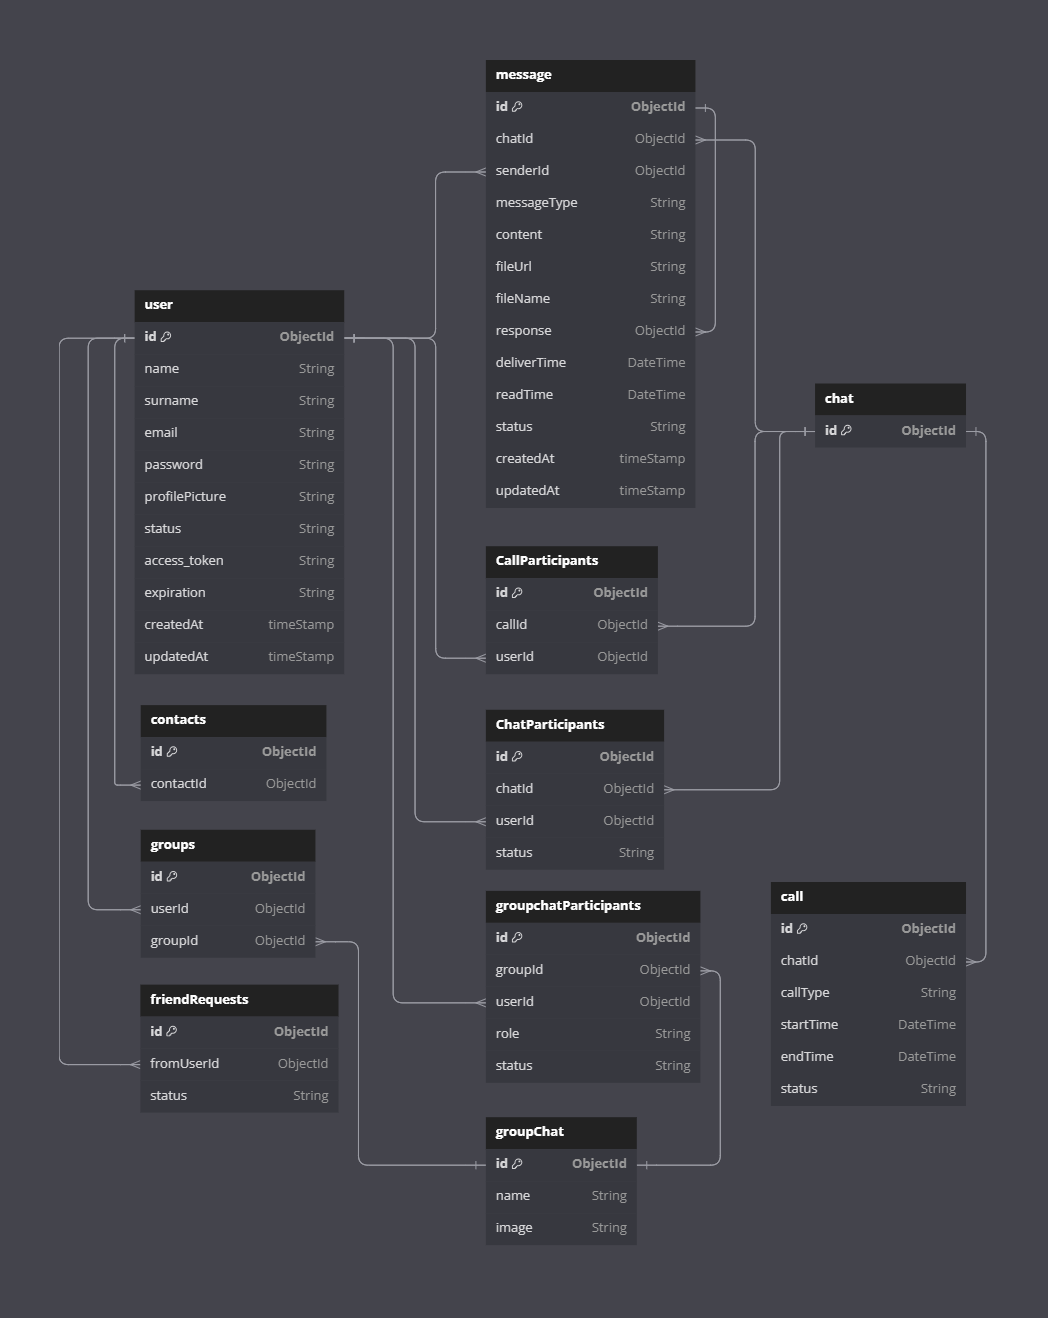 message
id ObjectId
chatId ObjectId
senderId ObjectId
messageType String
content String
fileUrl String
fileName String
response ObjectId
deliverTime DateTime
readTime DateTime
status String
createdAt timeStamp
updatedAt timeStamp
user
id ObjectId
name String
surname String
email String
password String
profilePicture String
status String
access_token String
expiration String
createdAt timeStamp
updatedAt timeStamp
chat
id ObjectId
CallParticipants
id ObjectId
callId ObjectId
userId ObjectId
contacts
id ObjectId
contactId ObjectId
ChatParticipants
id ObjectId
chatId ObjectId
userId ObjectId
status String
groups
id ObjectId
userId ObjectId
groupId ObjectId
groupchatParticipants
id ObjectId
groupId ObjectId
userId ObjectId
role String
status String
call
id ObjectId
chatId ObjectId
callType String
startTime DateTime
endTime DateTime
status String
friendRequests
id ObjectId
fromUserId ObjectId
status String
groupChat
id ObjectId
name String
image String